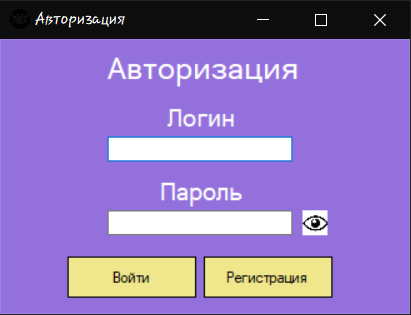 Авторизация
Авторизация
Логин
Пароль
Войти
Регистрация